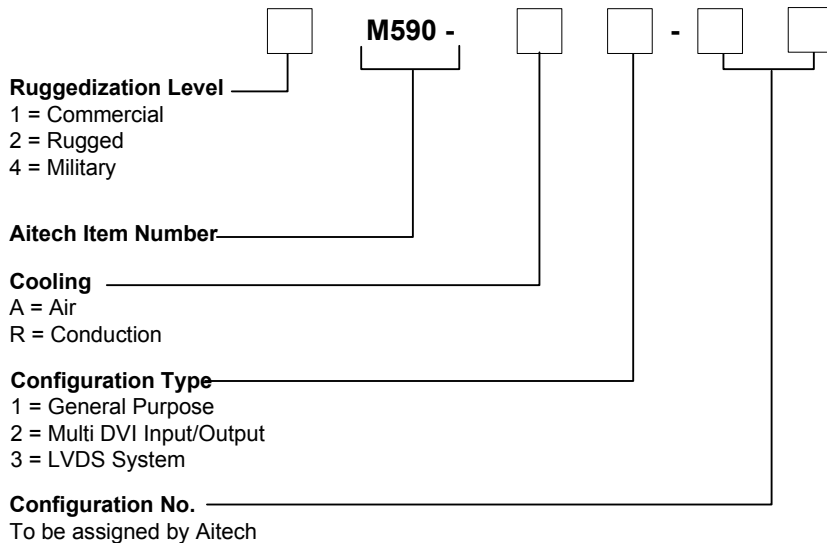 M590 - -
Ruggedization Level
1 = Commercial
2 = Rugged
4 = Military
Aitech Item Number
Cooling
A = Air
R = Conduction
Configuration Type
1 = General Purpose
2 = Multi DVI Input/Output
3 = LVDS System
Configuration No.
To be assigned by Aitech